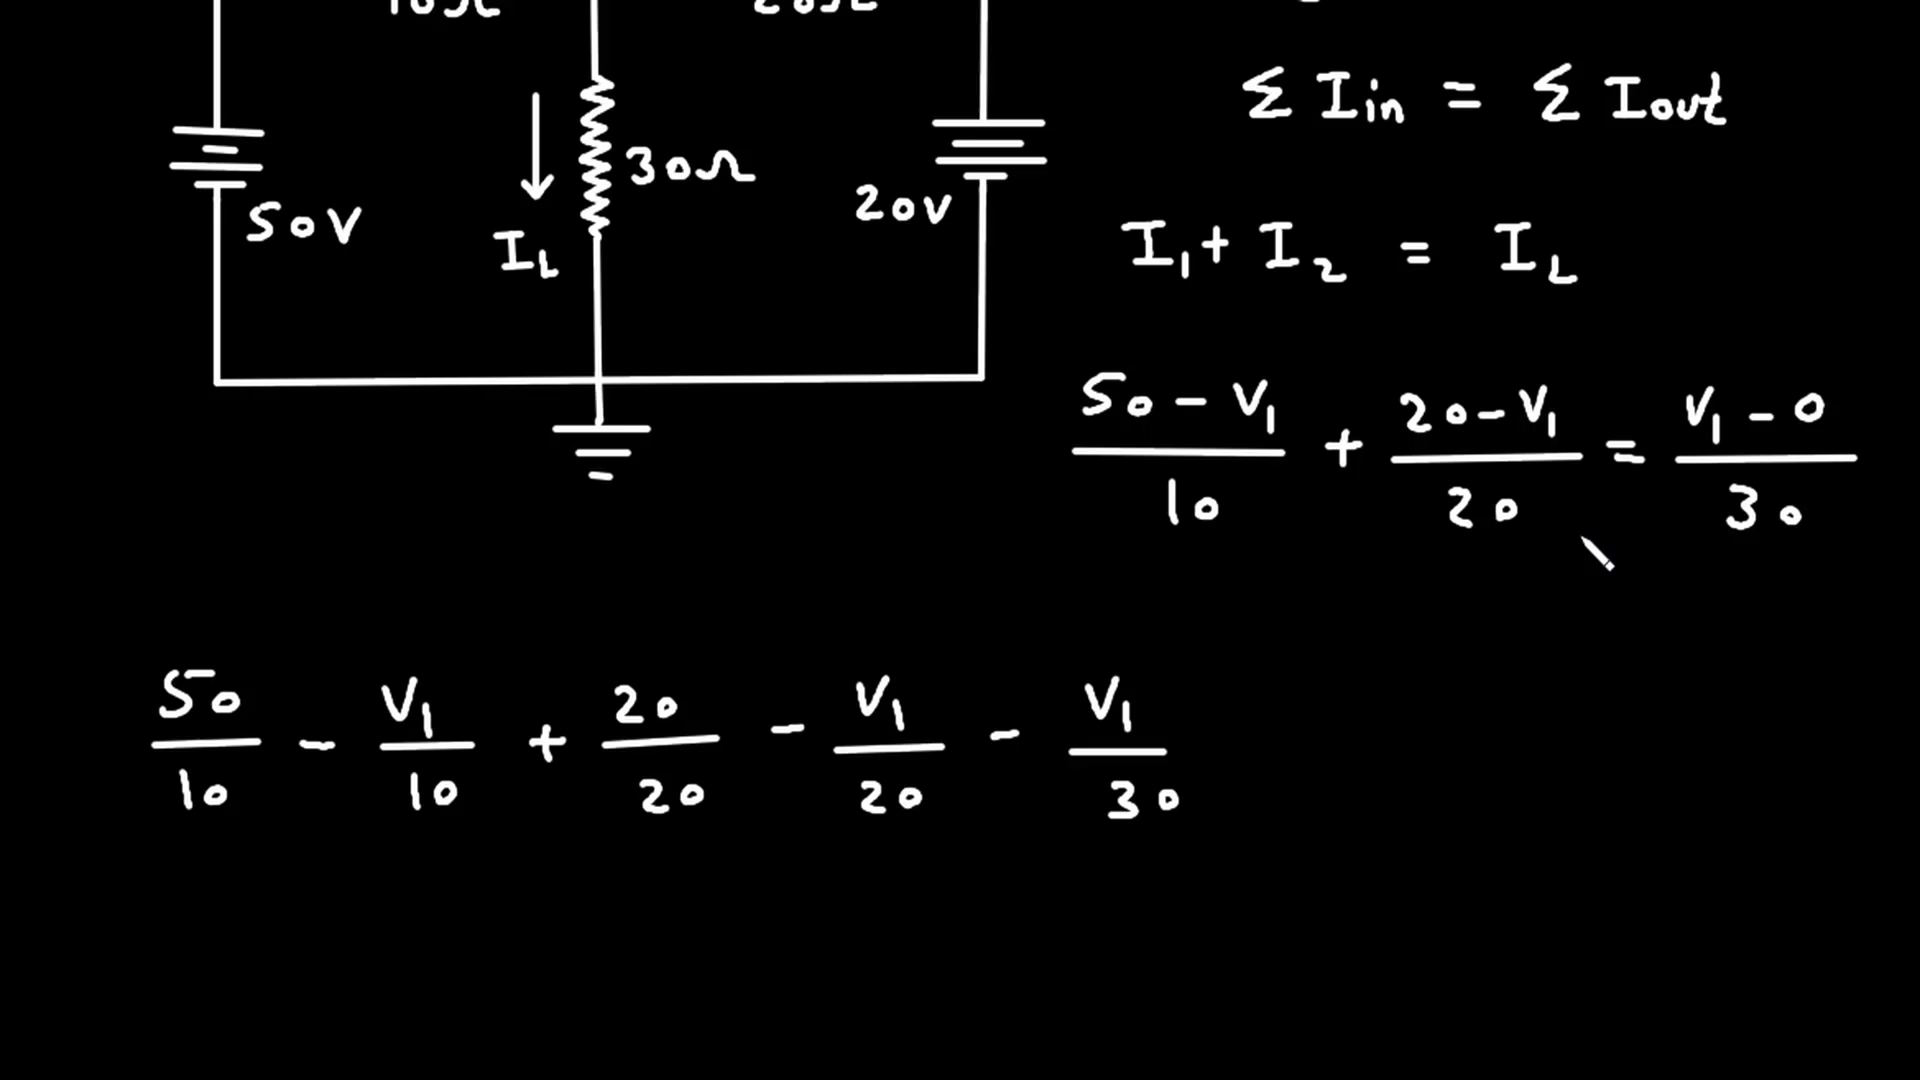 30Ω
50V
20V
I_L
Σ Iin = Σ Iout
I₁ + I₂ = I_L
(50 - V₁)/10 + (20 - V₁)/20 = (V₁ - 0)/30
50/10 - V₁/10 + 20/20 - V₁/20 - V₁/30